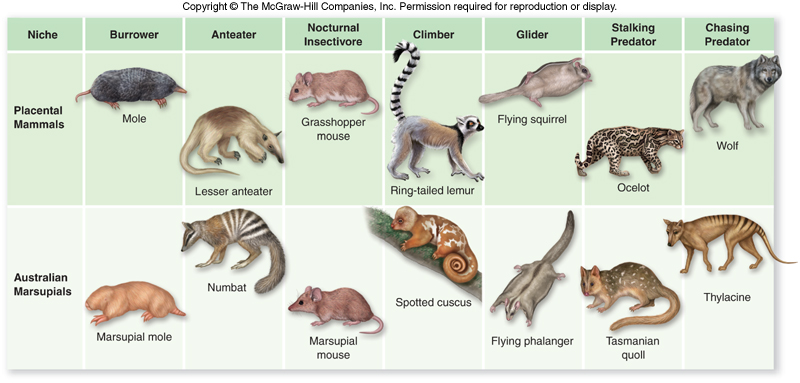 Copyright © The McGraw-Hill Companies, Inc. Permission required for reproduction or display.
Niche
Burrower
Anteater
Nocturnal
Insectivore
Climber
Glider
Stalking
Predator
Chasing
Predator
Placental
Mammals
Mole
Lesser anteater
Grasshopper
mouse
Ring-tailed lemur
Flying squirrel
Ocelot
Wolf
Australian
Marsupials
Marsupial mole
Numbat
Marsupial
mouse
Spotted cuscus
Flying phalanger
Tasmanian
quoll
Thylacine